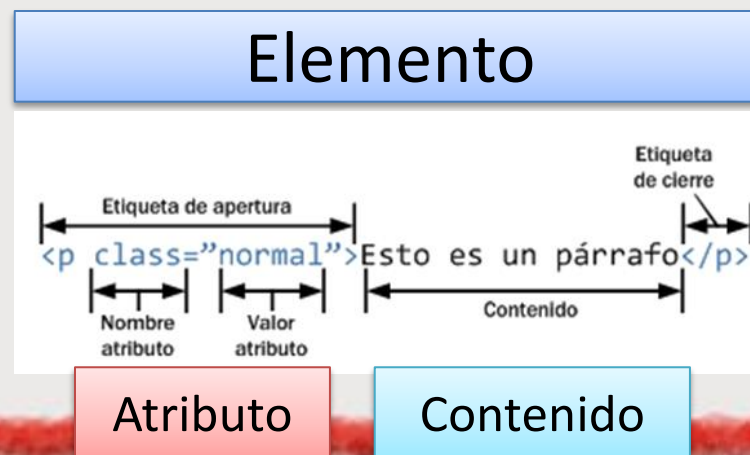 Elemento
Etiqueta
de cierre
Etiqueta de apertura
<p class=”normal”>Esto es un párrafo</p>
Nombre
atributo
Valor
atributo
Contenido
Atributo
Contenido